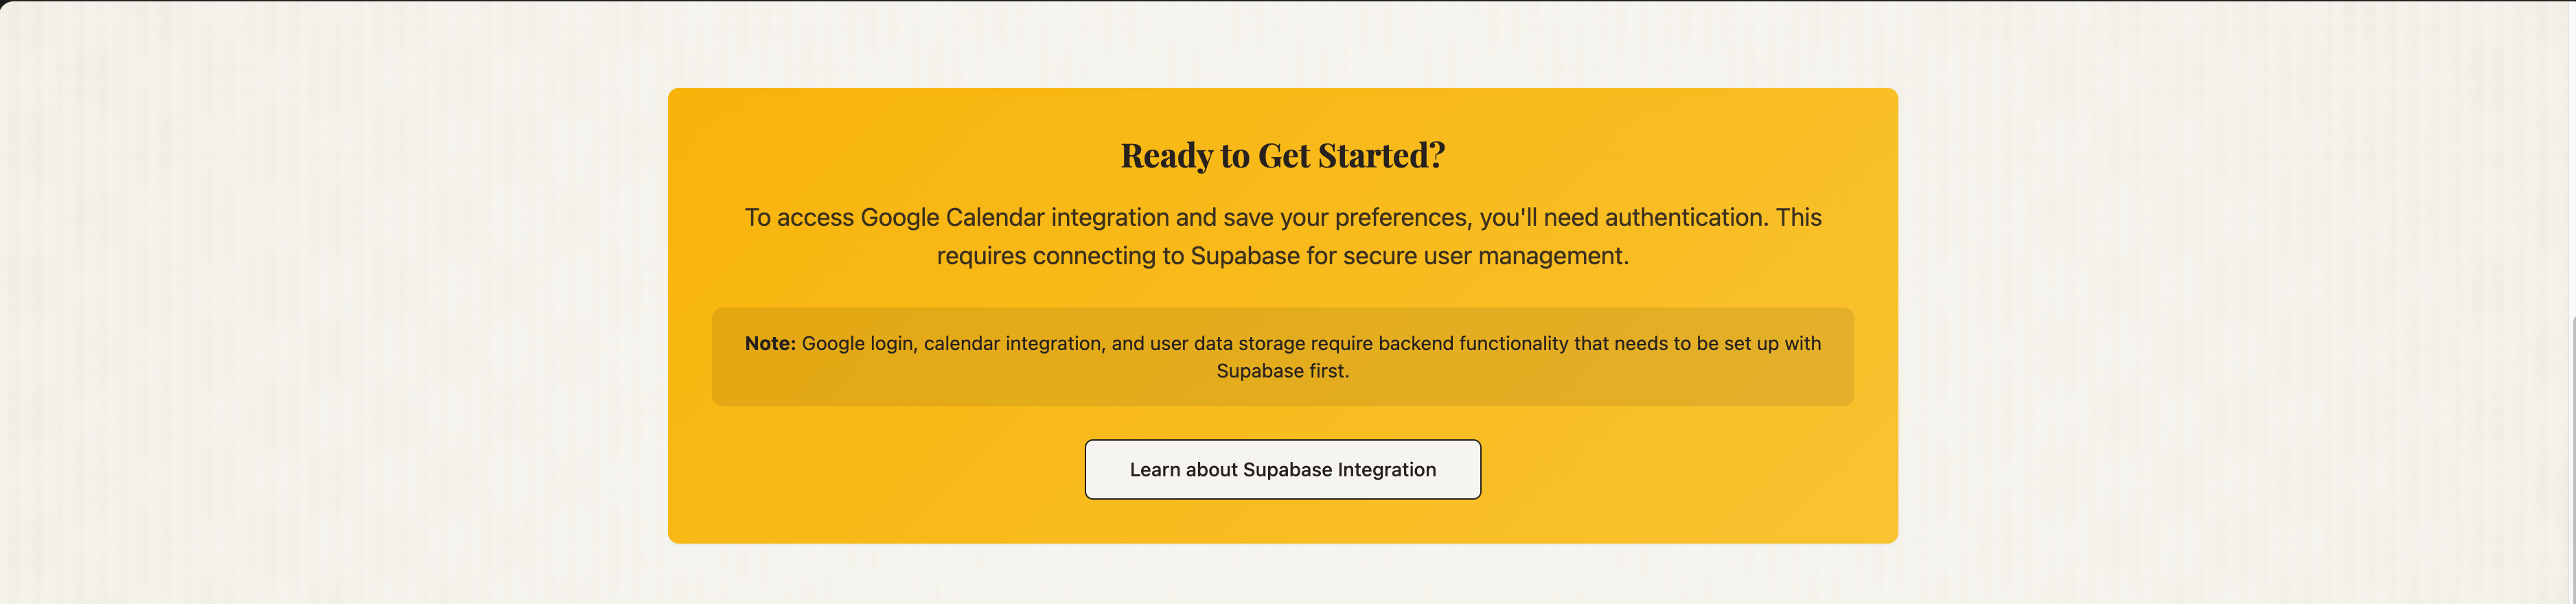 Ready to Get Started?
To access Google Calendar integration and save your preferences, you'll need authentication. This
requires connecting to Supabase for secure user management.
Note: Google login, calendar integration, and user data storage require backend functionality that needs to be set up with
Supabase first.
Learn about Supabase Integration